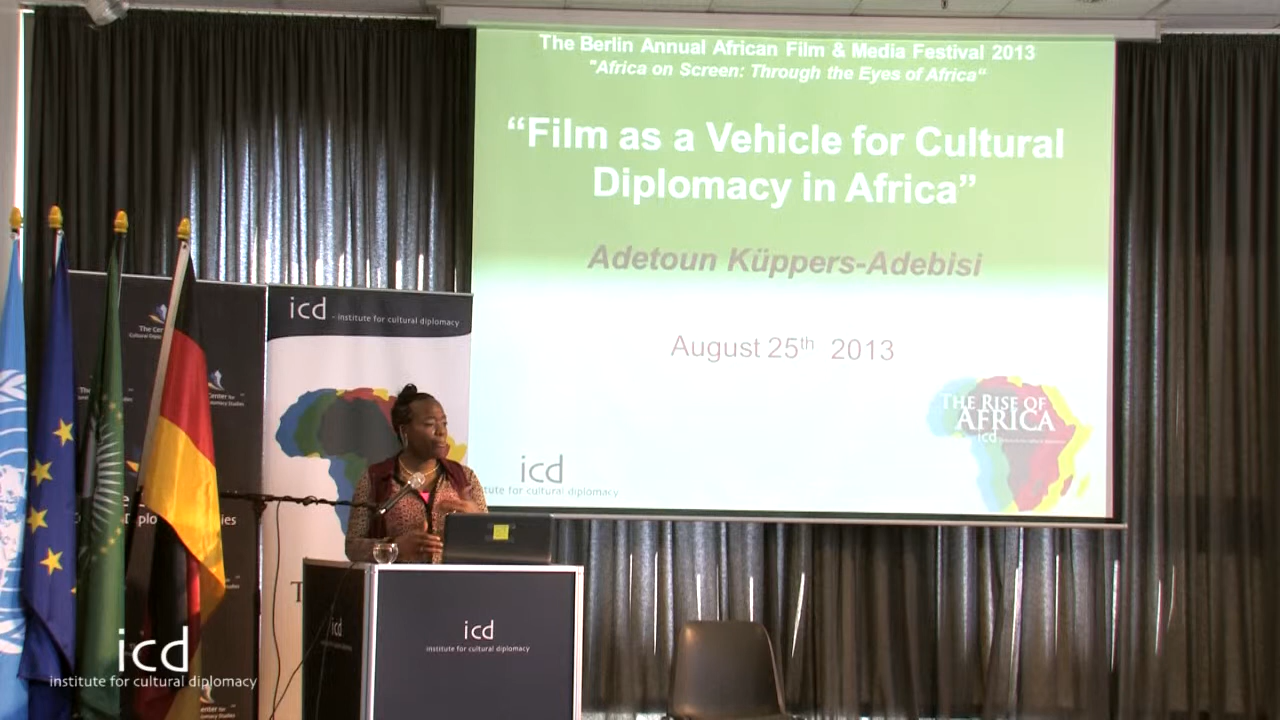 The Berlin Annual African Film & Media Festival 2013
"Africa on Screen: Through the Eyes of Africa“
“Film as a Vehicle for Cultural
Diplomacy in Africa”
Adetoun Küppers-Adebisi
August 25th 2013
THE RISE OF
AFRICA
icd
icd
institute for cultural diplomacy
icd - institute for cultural diplomacy
icd
icd
institute for cultural diplomacy
icd
institute for cultural diplomacy